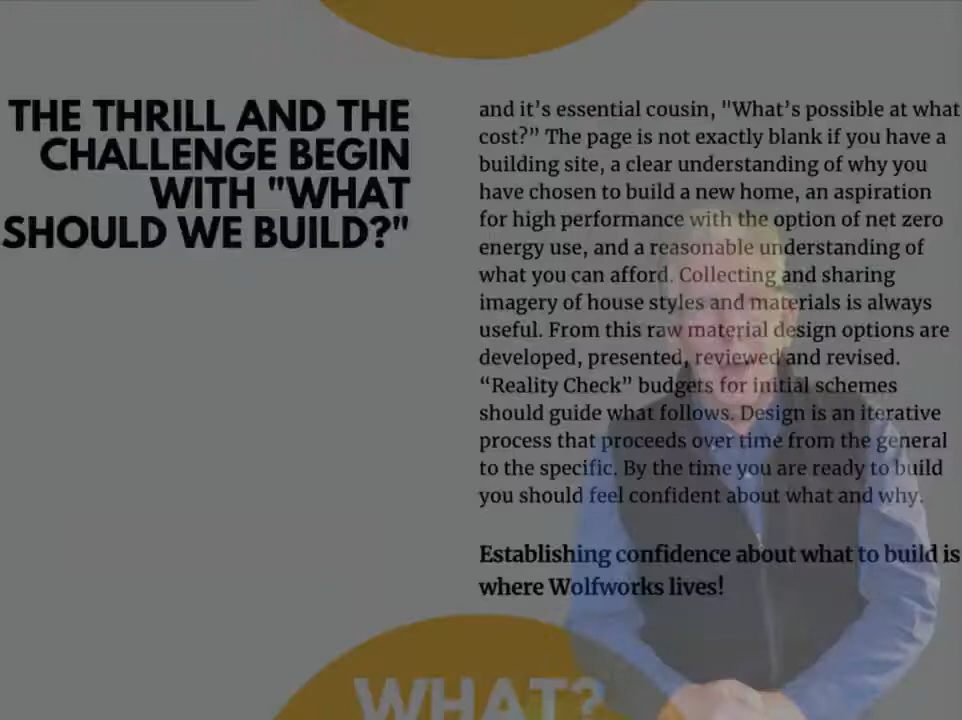 THE THRILL AND THE
CHALLENGE BEGIN
WITH "WHAT
SHOULD WE BUILD?"
and it's essential cousin, "What's possible at what
cost?" The page is not exactly blank if you have a
building site, a clear understanding of why you
have chosen to build a new home, an aspiration
for high performance with the option of net zero
energy use, and a reasonable understanding of
what you can afford. Collecting and sharing
imagery of house styles and materials is always
useful. From this raw material design options are
developed, presented, reviewed and revised.
“Reality Check” budgets for initial schemes
should guide what follows. Design is an iterative
process that proceeds over time from the general
to the specific. By the time you are ready to build
you should feel confident about what and why.
Establishing confidence about what to build is
where Wolfworks lives!
WHAT?